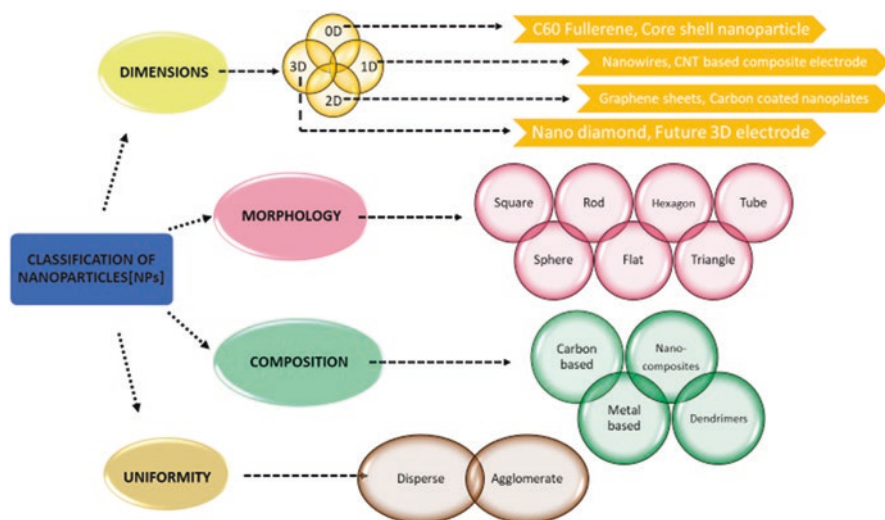 0D
C60 Fullerene, Core shell nanoparticle
DIMENSIONS
3D
1D
Nanowires, CNT based composite electrode
2D
Graphene sheets, Carbon coated nanoplates
Nano diamond, Future 3D electrode
MORPHOLOGY
Square
Rod
Hexagon
Tube
Sphere
Flat
Triangle
CLASSIFICATION OF
NANOPARTICLES[NPs]
COMPOSITION
Carbon
based
Nano-
composites
Metal
based
Dendrimers
UNIFORMITY
Disperse
Agglomerate